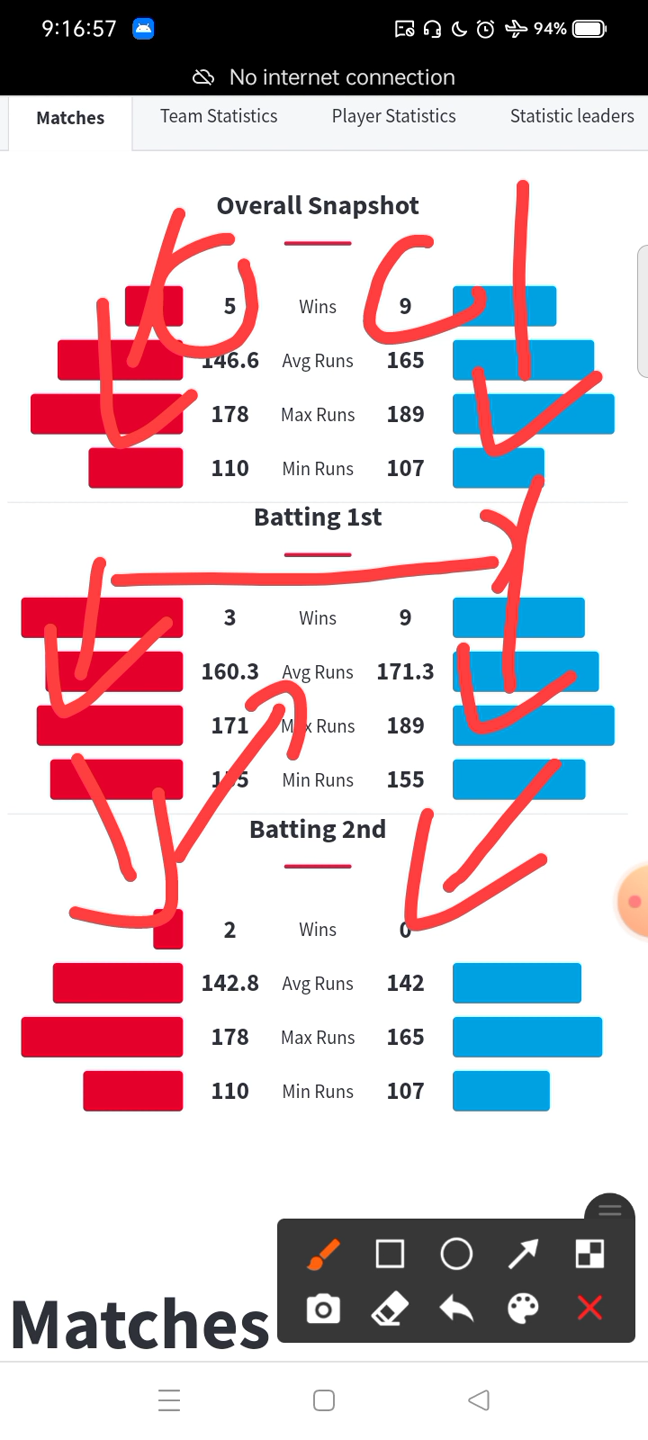 9:16:57 94%
No internet connection
Matches Team Statistics Player Statistics Statistic leaders
Overall Snapshot
5 Wins 9
146.6 Avg Runs 165
178 Max Runs 189
110 Min Runs 107
Batting 1st
3 Wins 9
160.3 Avg Runs 171.3
171 Max Runs 189
Min Runs 155
Batting 2nd
2 Wins 0
142.8 Avg Runs 142
178 Max Runs 165
110 Min Runs 107
Matches